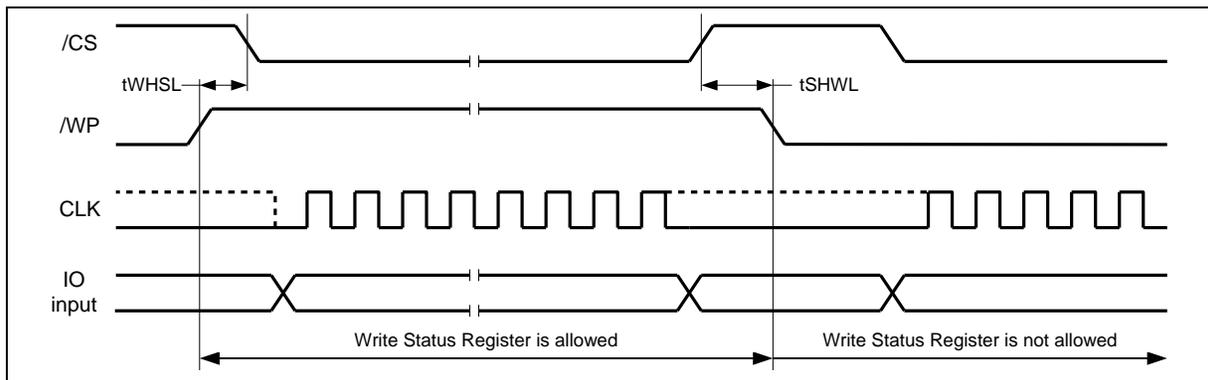 /CS
tWHSL
tSHWL
/WP
CLK
IO
input
Write Status Register is allowed
Write Status Register is not allowed